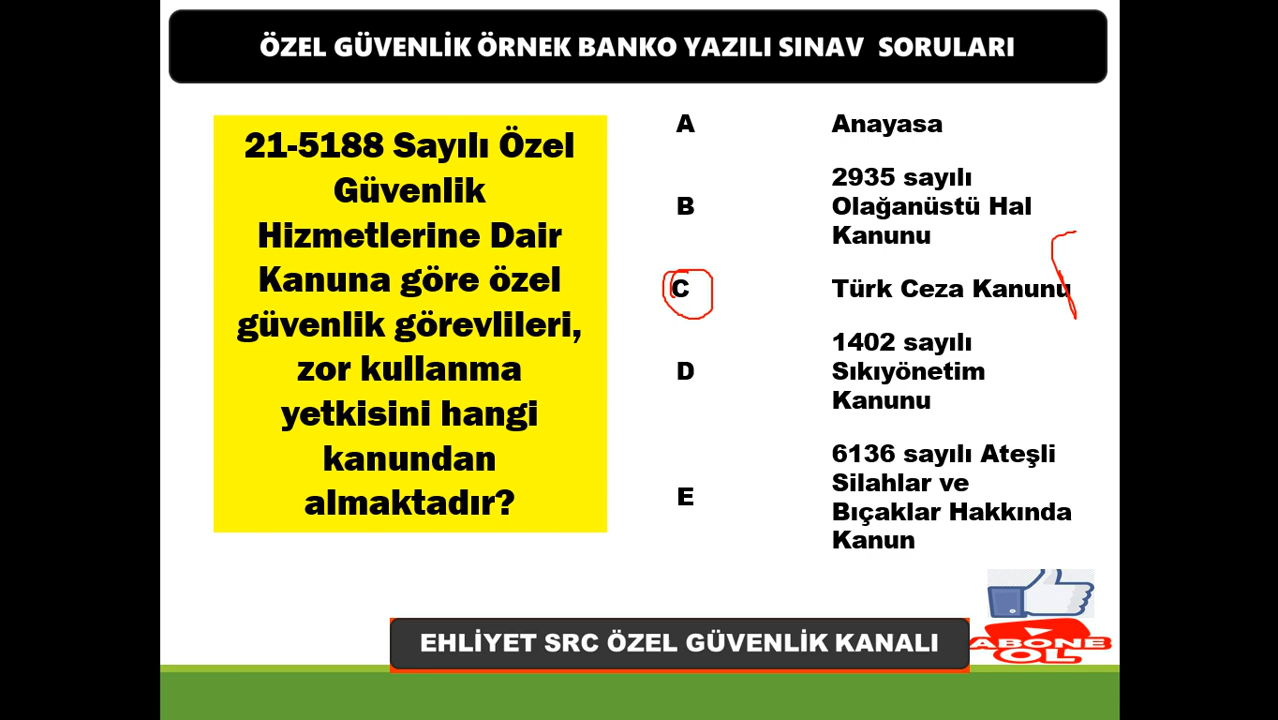 ÖZEL GÜVENLİK ÖRNEK BANKO YAZILI SINAV SORULARI
21-5188 Sayılı Özel
Güvenlik
Hizmetlerine Dair
Kanuna göre özel
güvenlik görevlileri,
zor kullanma
yetkisini hangi
kanundan
almaktadır?
A
Anayasa
B
2935 sayılı
Olağanüstü Hal
Kanunu
C
Türk Ceza Kanunu
D
1402 sayılı
Sıkıyönetim
Kanunu
E
6136 sayılı Ateşli
Silahlar ve
Bıçaklar Hakkında
Kanun
EHLİYET SRC ÖZEL GÜVENLİK KANALI
ABONE
OL